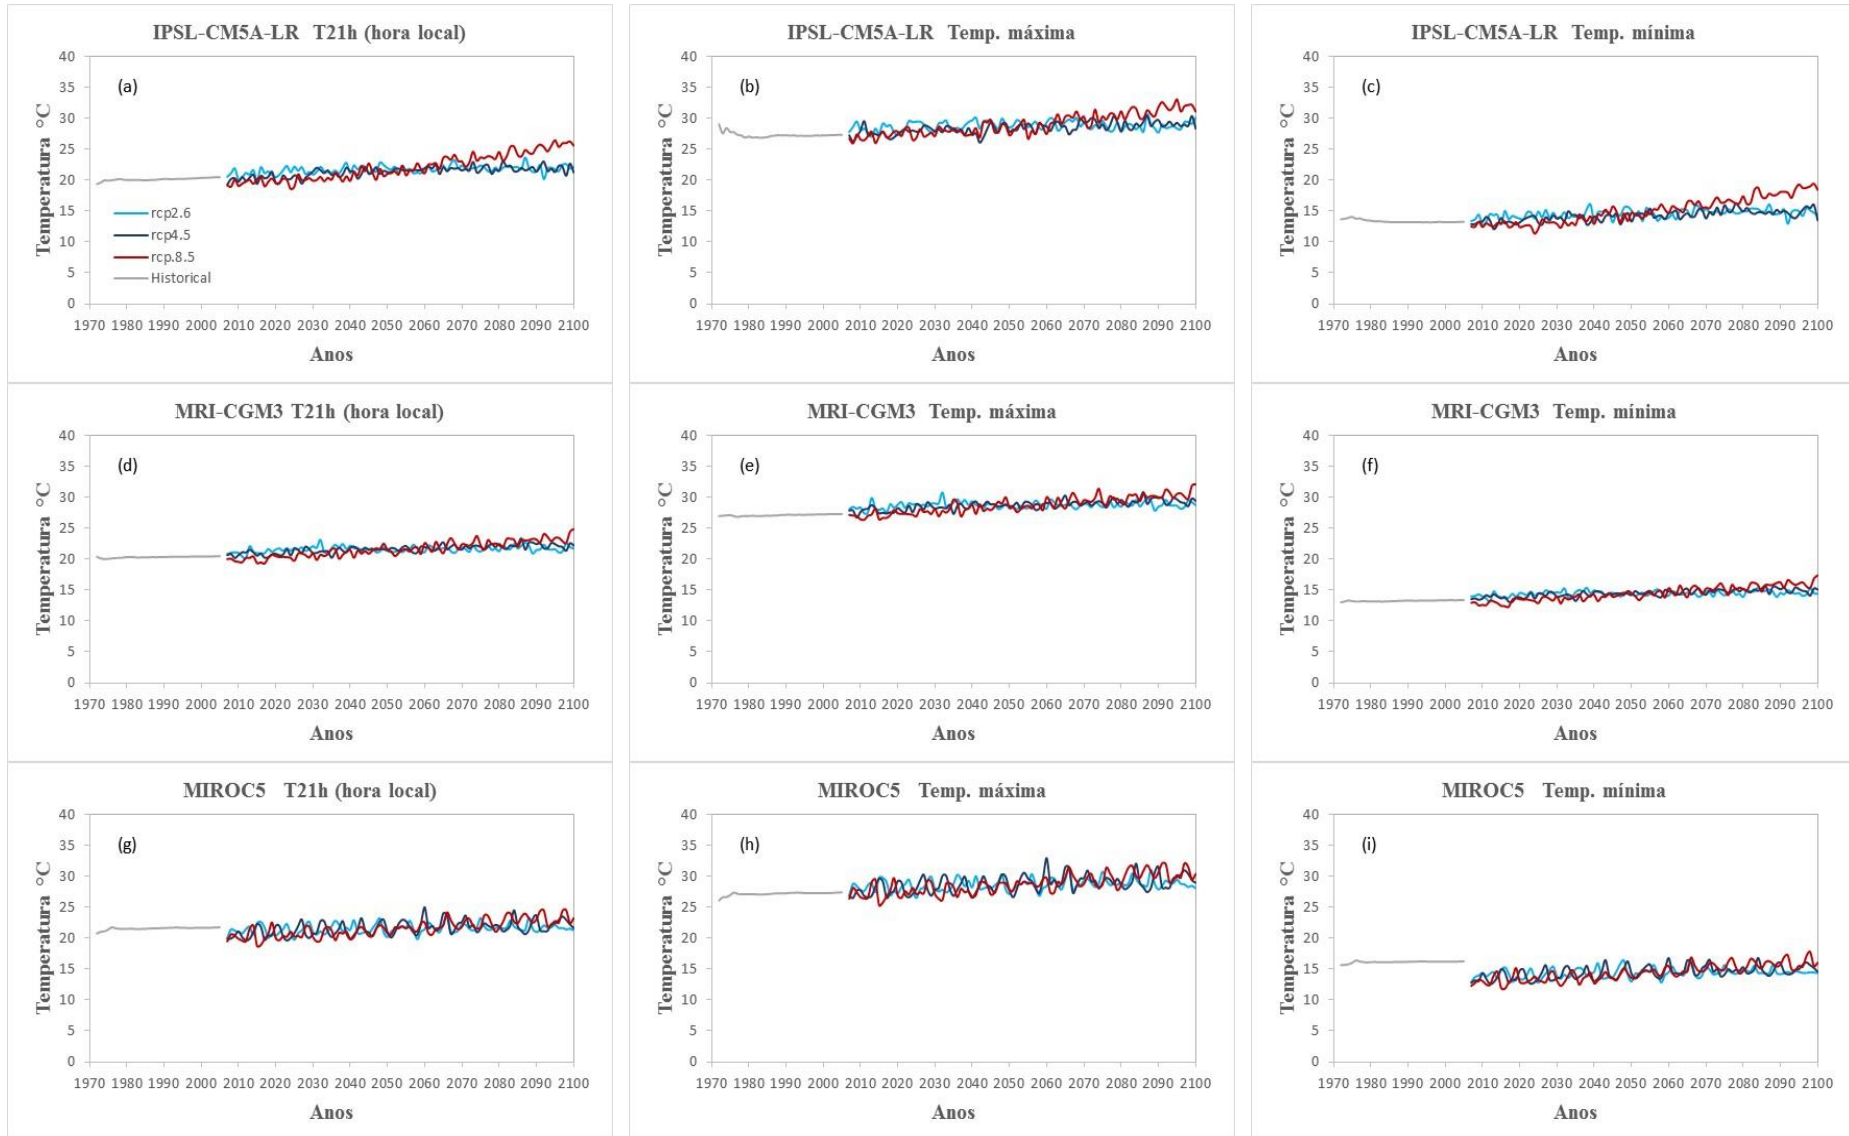 IPSL-CM5A-LR T21h (hora local)
40
35
30
25
20
15
10
5
0
Temperatura °C
(a)
rcp2.6
rcp4.5
rcp.8.5
Historical
1970 1980 1990 2000 2010 2020 2030 2040 2050 2060 2070 2080 2090 2100
Anos
IPSL-CM5A-LR Temp. máxima
40
35
30
25
20
15
10
5
0
Temperatura °C
(b)
1970 1980 1990 2000 2010 2020 2030 2040 2050 2060 2070 2080 2090 2100
Anos
IPSL-CM5A-LR Temp. mínima
40
35
30
25
20
15
10
5
0
Temperatura °C
(c)
1970 1980 1990 2000 2010 2020 2030 2040 2050 2060 2070 2080 2090 2100
Anos
MRI-CGM3 T21h (hora local)
40
35
30
25
20
15
10
5
0
Temperatura °C
(d)
1970 1980 1990 2000 2010 2020 2030 2040 2050 2060 2070 2080 2090 2100
Anos
MRI-CGM3 Temp. máxima
40
35
30
25
20
15
10
5
0
Temperatura °C
(e)
1970 1980 1990 2000 2010 2020 2030 2040 2050 2060 2070 2080 2090 2100
Anos
MRI-CGM3 Temp. mínima
40
35
30
25
20
15
10
5
0
Temperatura °C
(f)
1970 1980 1990 2000 2010 2020 2030 2040 2050 2060 2070 2080 2090 2100
Anos
MIROC5 T21h (hora local)
40
35
30
25
20
15
10
5
0
Temperatura °C
(g)
1970 1980 1990 2000 2010 2020 2030 2040 2050 2060 2070 2080 2090 2100
Anos
MIROC5 Temp. máxima
40
35
30
25
20
15
10
5
0
Temperatura °C
(h)
1970 1980 1990 2000 2010 2020 2030 2040 2050 2060 2070 2080 2090 2100
Anos
MIROC5 Temp. mínima
40
35
30
25
20
15
10
5
0
Temperatura °C
(i)
1970 1980 1990 2000 2010 2020 2030 2040 2050 2060 2070 2080 2090 2100
Anos